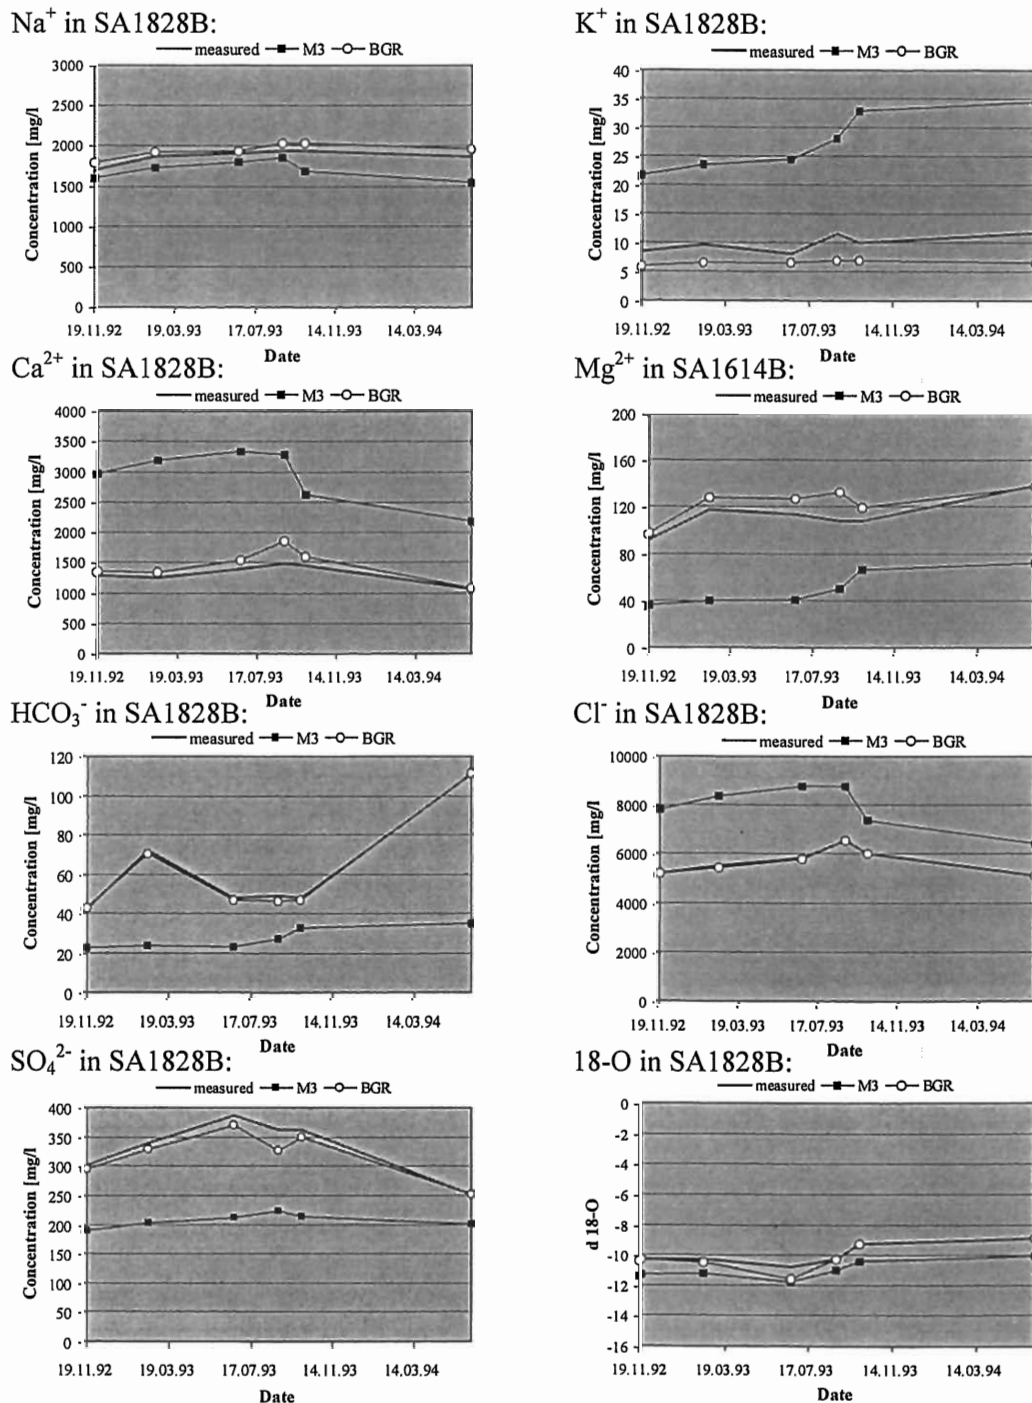 Na⁺ in SA1828B:
measured M3 BGR
Concentration [mg/l
3000
2500
2000
1500
1000
500
0
19.11.92 19.03.93 17.07.93 14.11.93 14.03.94
Date
K⁺ in SA1828B:
measured M3 BGR
Concentration [mg/l
40
35
30
25
20
15
10
5
0
19.11.92 19.03.93 17.07.93 14.11.93 14.03.94
Date
Ca²⁺ in SA1828B:
measured M3 BGR
Concentration [mg/l
4000
3500
3000
2500
2000
1500
1000
500
0
19.11.92 19.03.93 17.07.93 14.11.93 14.03.94
Date
Mg²⁺ in SA1614B:
measured M3 BGR
Concentration [mg/l
200
160
120
80
40
0
19.11.92 19.03.93 17.07.93 14.11.93 14.03.94
Date
HCO₃⁻ in SA1828B:
measured M3 BGR
Concentration [mg/l
120
100
80
60
40
20
0
19.11.92 19.03.93 17.07.93 14.11.93 14.03.94
Date
Cl⁻ in SA1828B:
measured M3 BGR
Concentration [mg/l
10000
8000
6000
4000
2000
0
19.11.92 19.03.93 17.07.93 14.11.93 14.03.94
Date
SO₄²⁻ in SA1828B:
measured M3 BGR
Concentration [mg/l
400
350
300
250
200
150
100
50
0
19.11.92 19.03.93 17.07.93 14.11.93 14.03.94
Date
18-O in SA1828B:
measured M3 BGR
d 18-O
0
-2
-4
-6
-8
-10
-12
-14
-16
19.11.92 19.03.93 17.07.93 14.11.93 14.03.94
Date